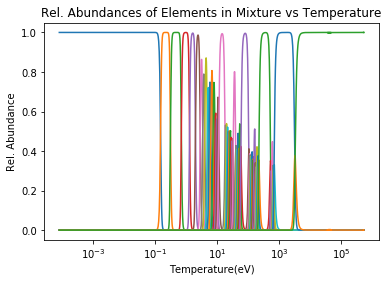 Rel. Abundances of Elements in Mixture vs Temperature
Rel. Abundance
1.0
0.8
0.6
0.4
0.2
0.0
10⁻³ 10⁻¹ 10¹ 10³ 10⁵
Temperature(eV)